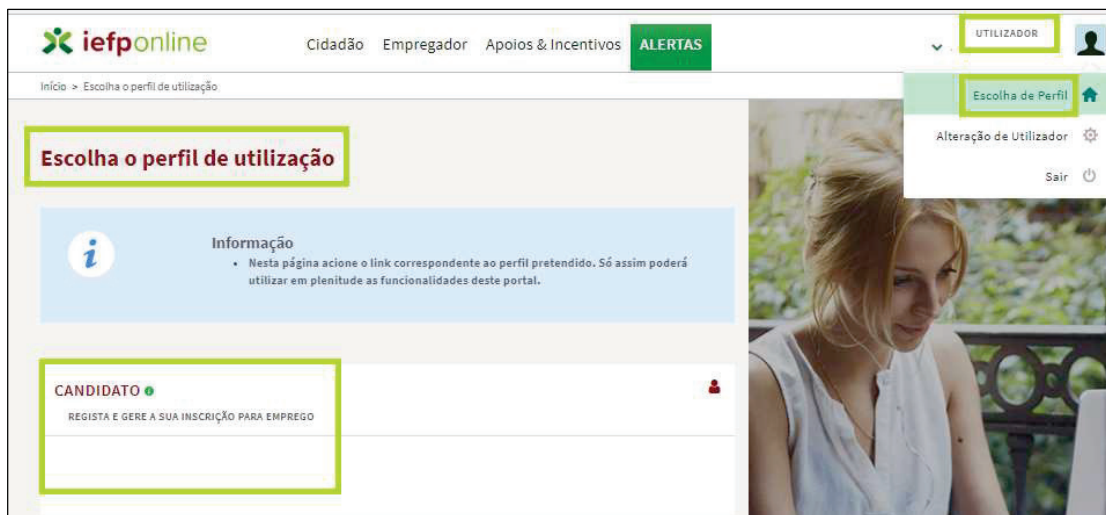 iefponline
Cidadão Empregador Apoios & Incentivos ALERTAS
UTILIZADOR
Início > Escolha o perfil de utilização
Escolha de Perfil
Alteração de Utilizador
Sair
Escolha o perfil de utilização
Informação
• Nesta página acione o link correspondente ao perfil pretendido. Só assim poderá
utilizar em plenitude as funcionalidades deste portal.
CANDIDATO
REGISTA E GERE A SUA INSCRIÇÃO PARA EMPREGO